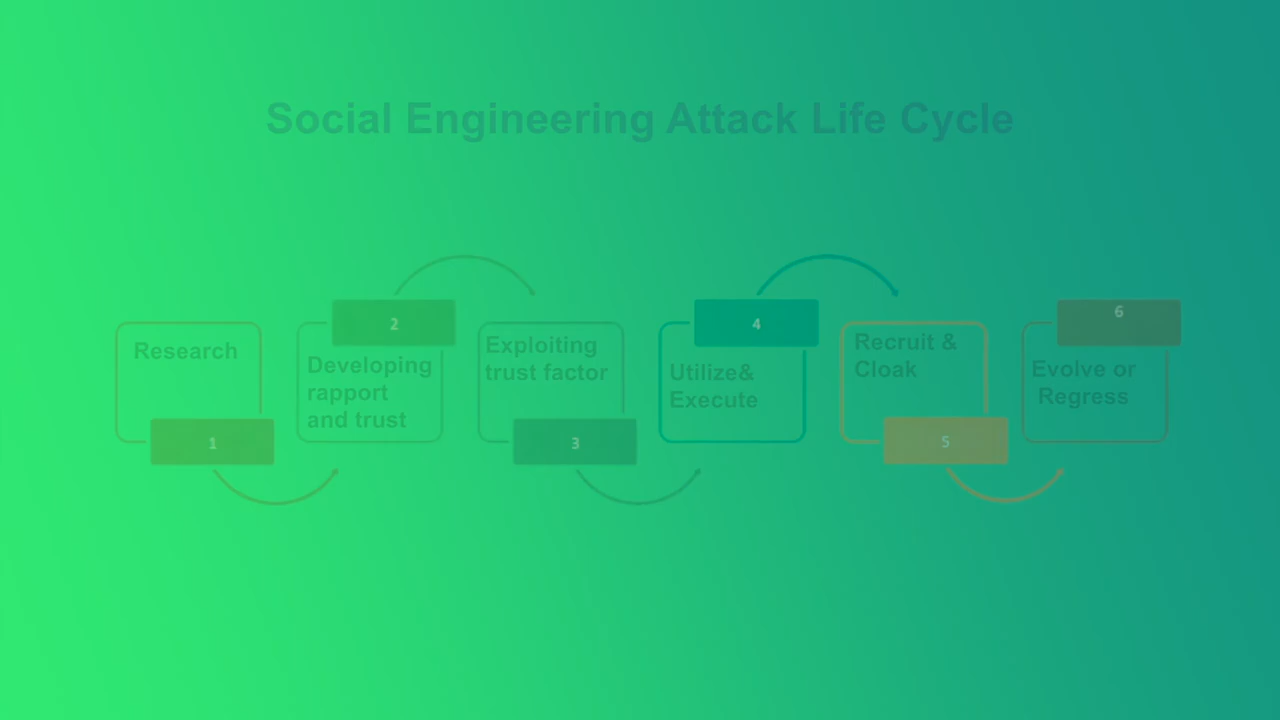 Social Engineering Attack Life Cycle
Research
1
2
Developing
rapport
and trust
Exploiting
trust factor
3
4
Utilize&
Execute
Recruit &
Cloak
5
6
Evolve or
Regress